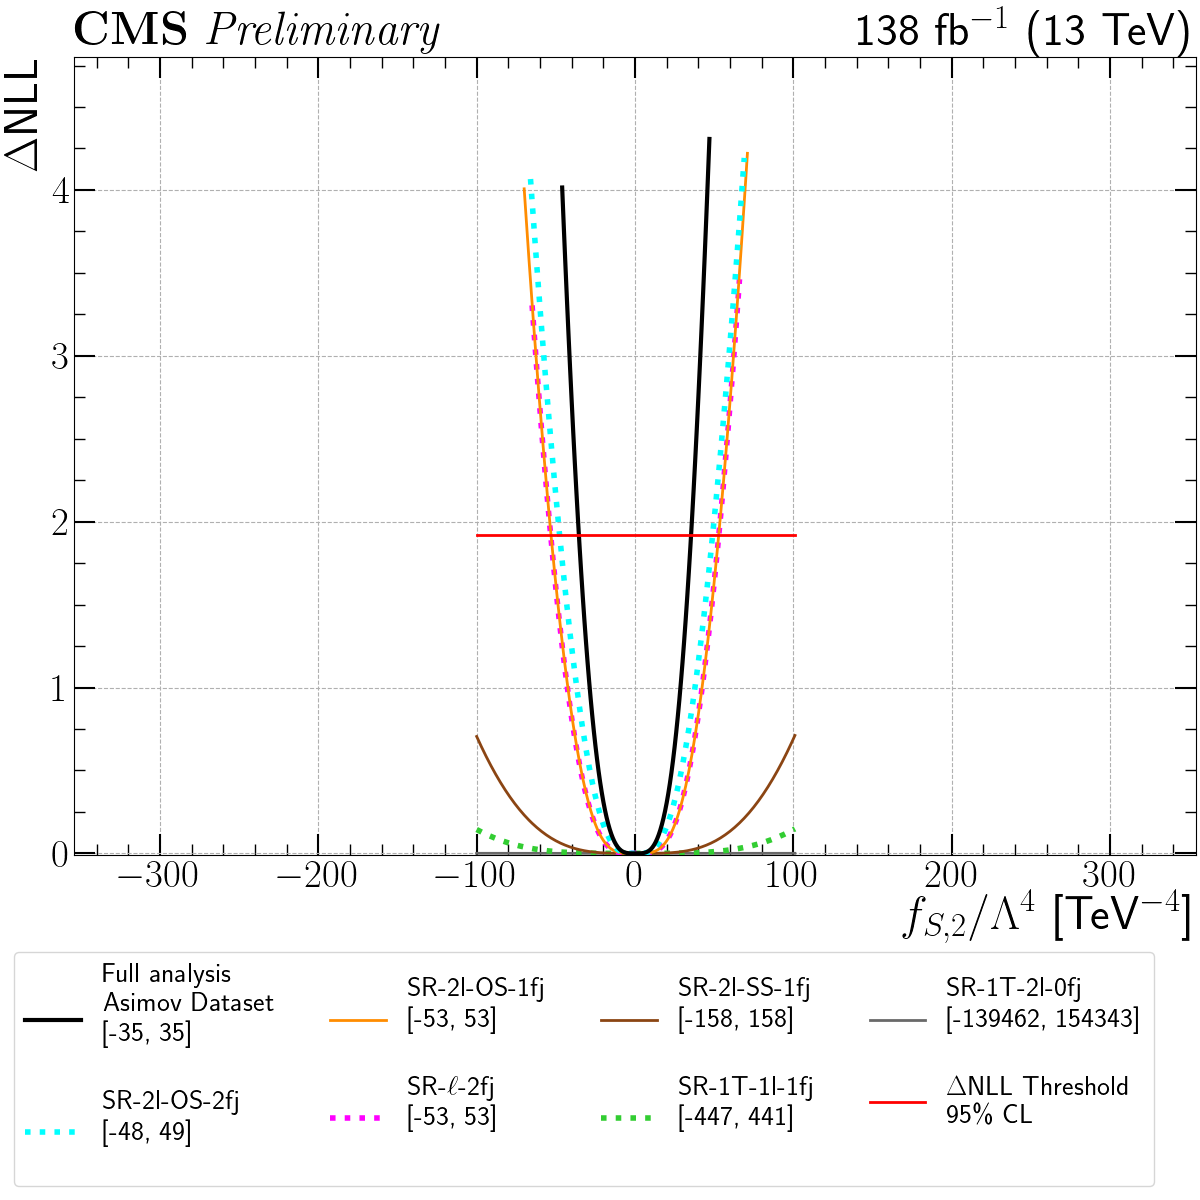 CMS Preliminary
138 fb⁻¹ (13 TeV)
ΔNLL
4
3
2
1
0
−300 −200 −100 0 100 200 300
f_{S,2}/Λ⁴ [TeV⁻⁴]
Full analysis
Asimov Dataset
[-35, 35]
SR-2l-OS-2fj
[-48, 49]
SR-2l-OS-1fj
[-53, 53]
SR-ℓ-2fj
[-53, 53]
SR-2l-SS-1fj
[-158, 158]
SR-1T-1l-1fj
[-447, 441]
SR-1T-2l-0fj
[-139462, 154343]
ΔNLL Threshold
95% CL